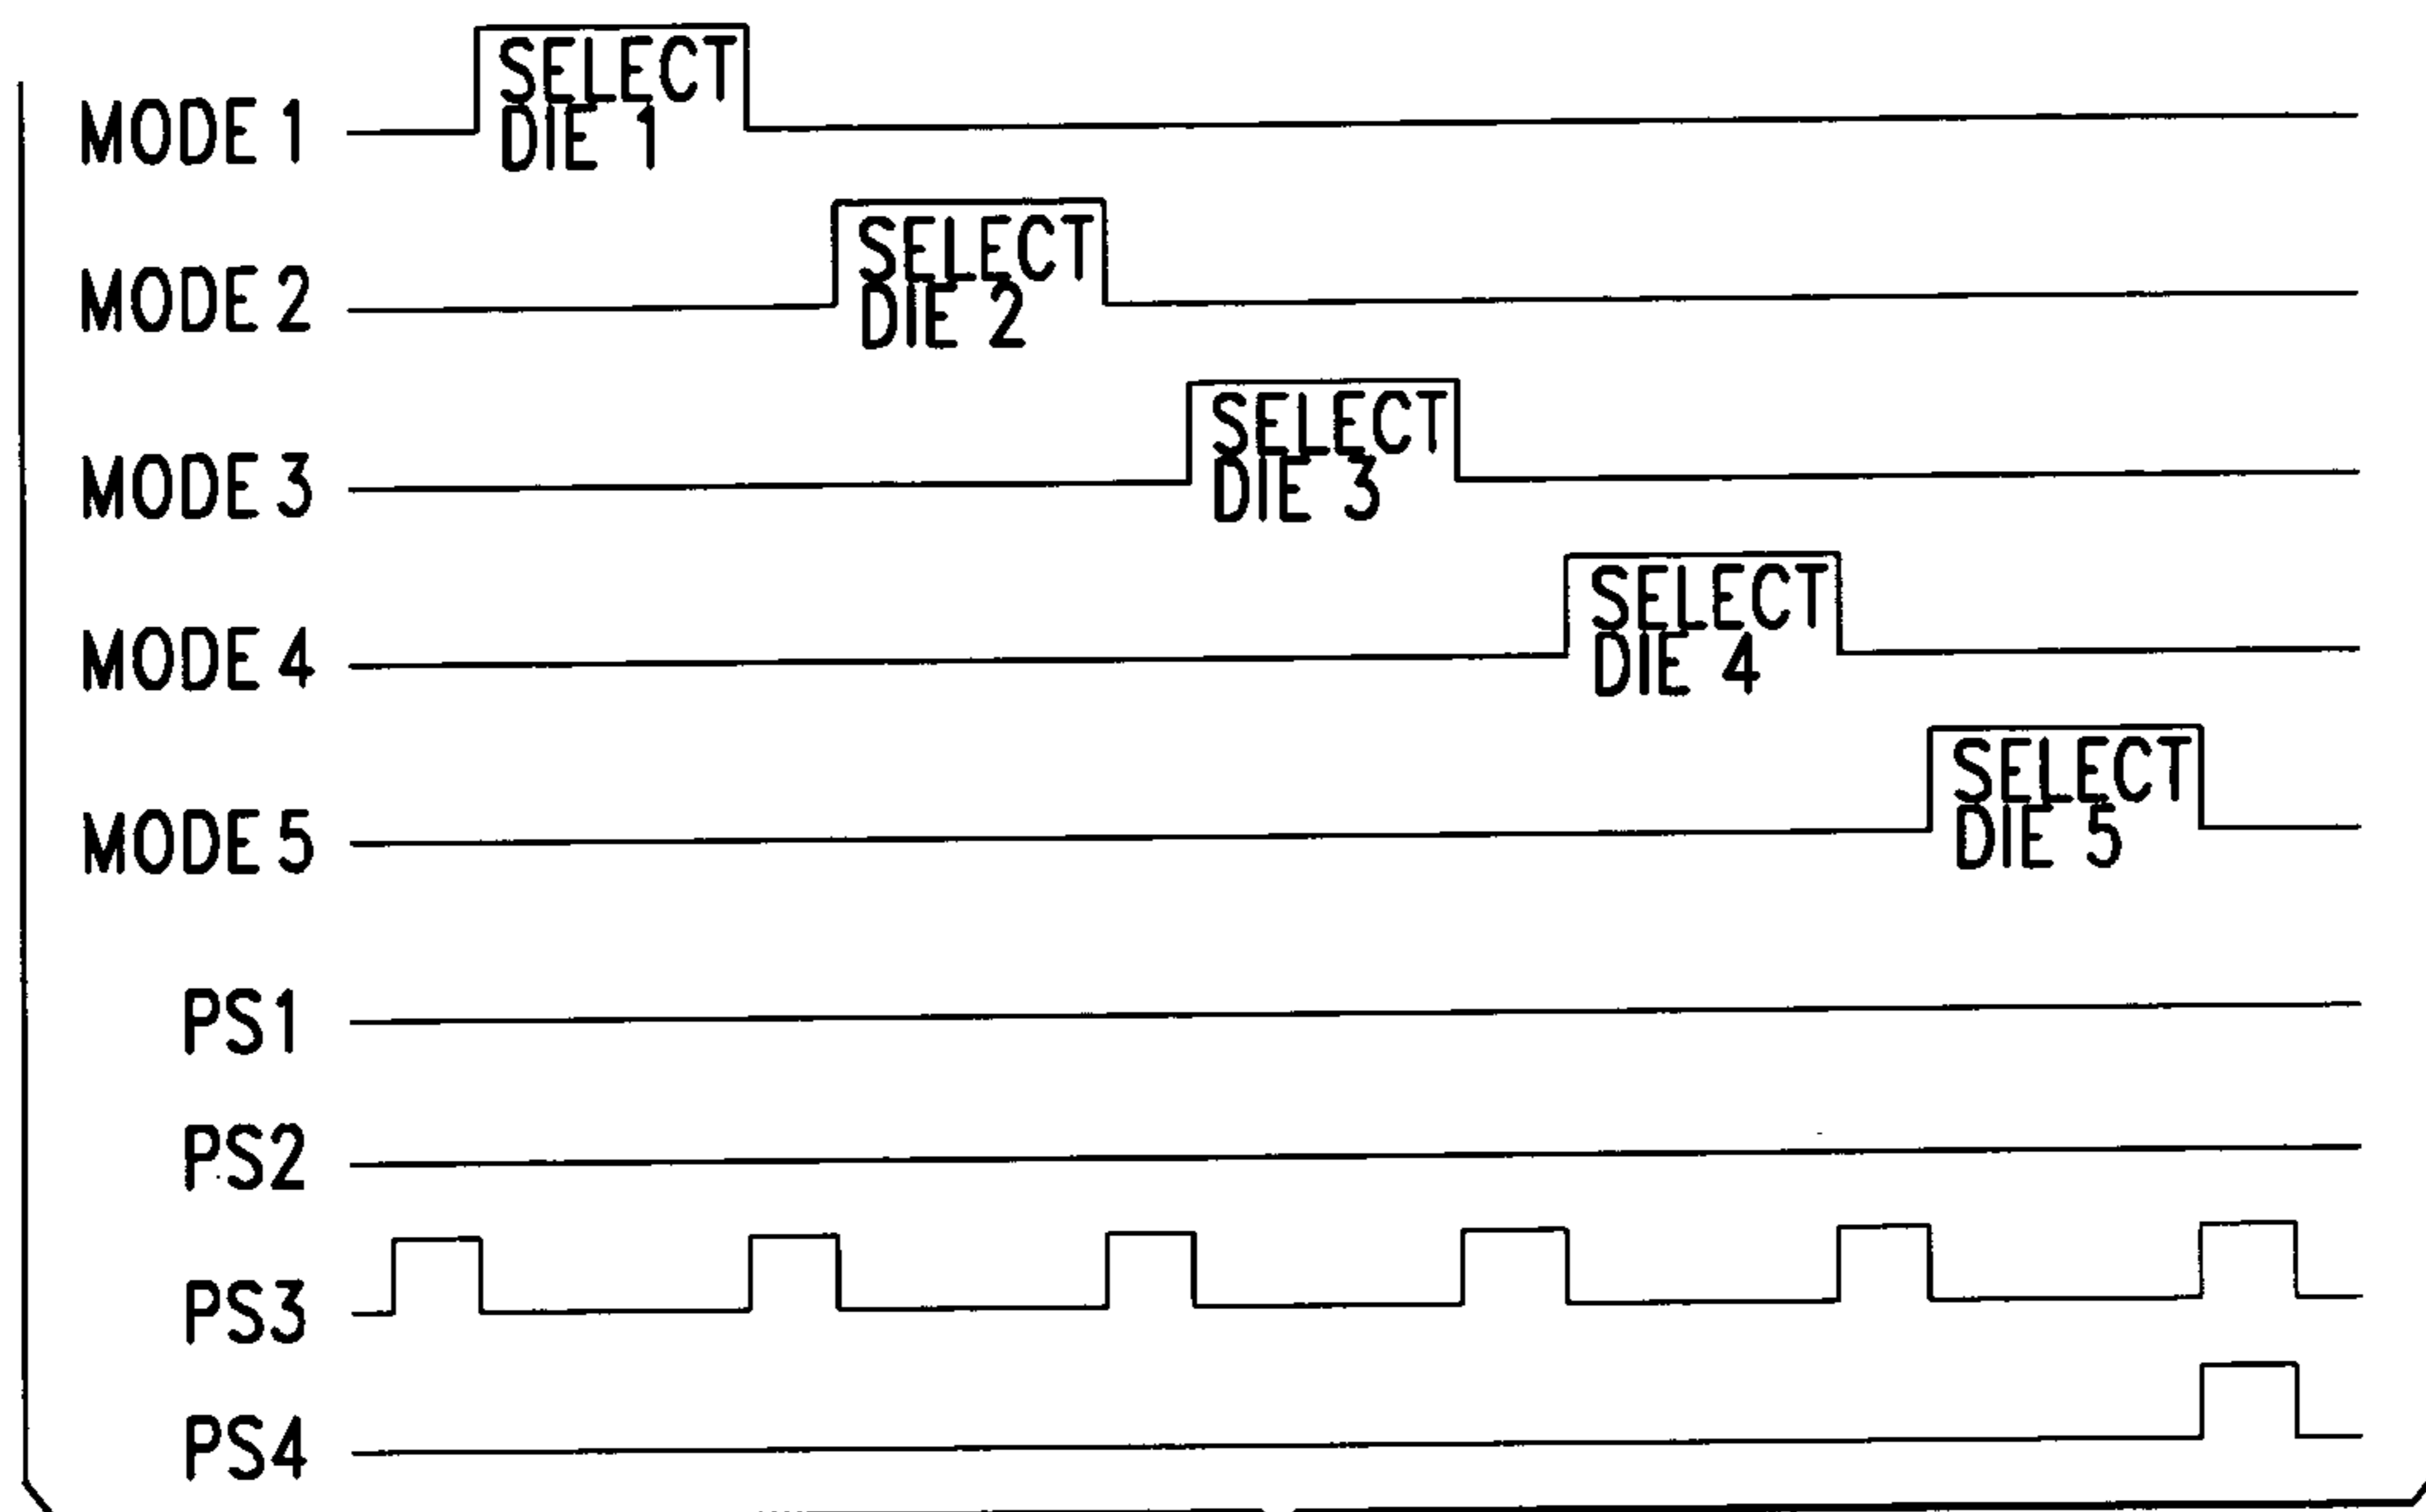 SELECT
DIE 1
MODE 1
SELECT
DIE 2
MODE 2
SELECT
DIE 3
MODE 3
SELECT
DIE 4
MODE 4
SELECT
DIE 5
MODE 5
PS1
PS2
PS3
PS4